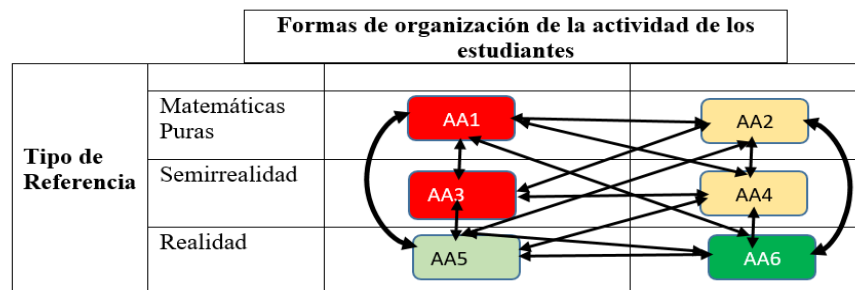 Formas de organización de la actividad de los
estudiantes
Tipo de
Referencia
Matemáticas
Puras
AA1
AA2
Semirrealidad
AA3
AA4
Realidad
AA5
AA6